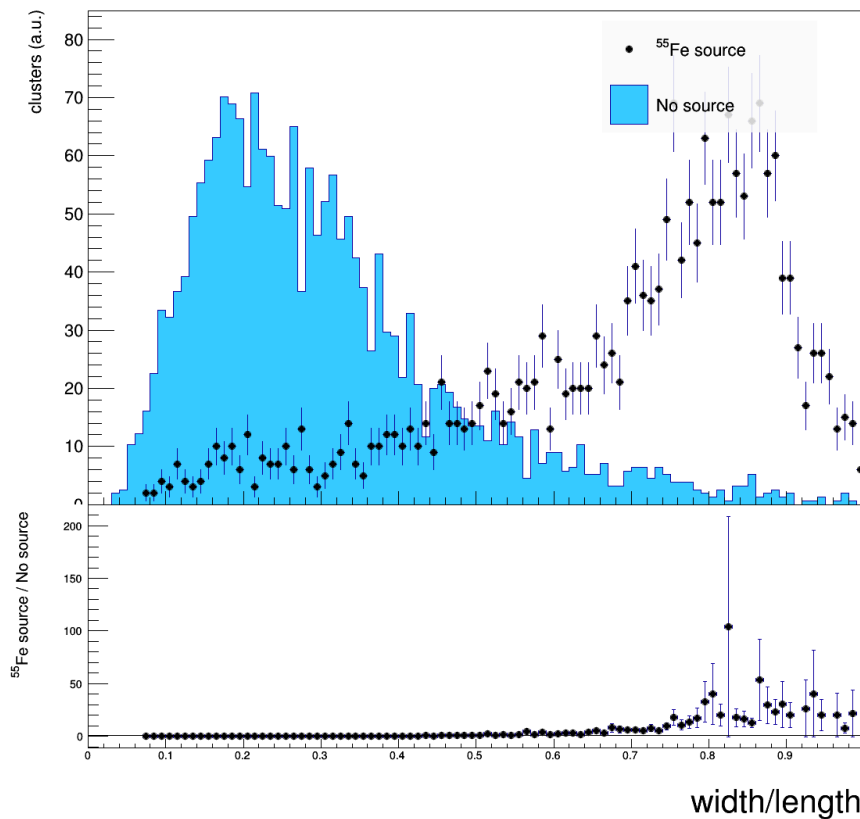 clusters (a.u.)
80
70
60
50
40
30
20
10
0
⁵⁵Fe source
No source
⁵⁵Fe source / No source
200
150
100
50
0
0 0.1 0.2 0.3 0.4 0.5 0.6 0.7 0.8 0.9
width/length